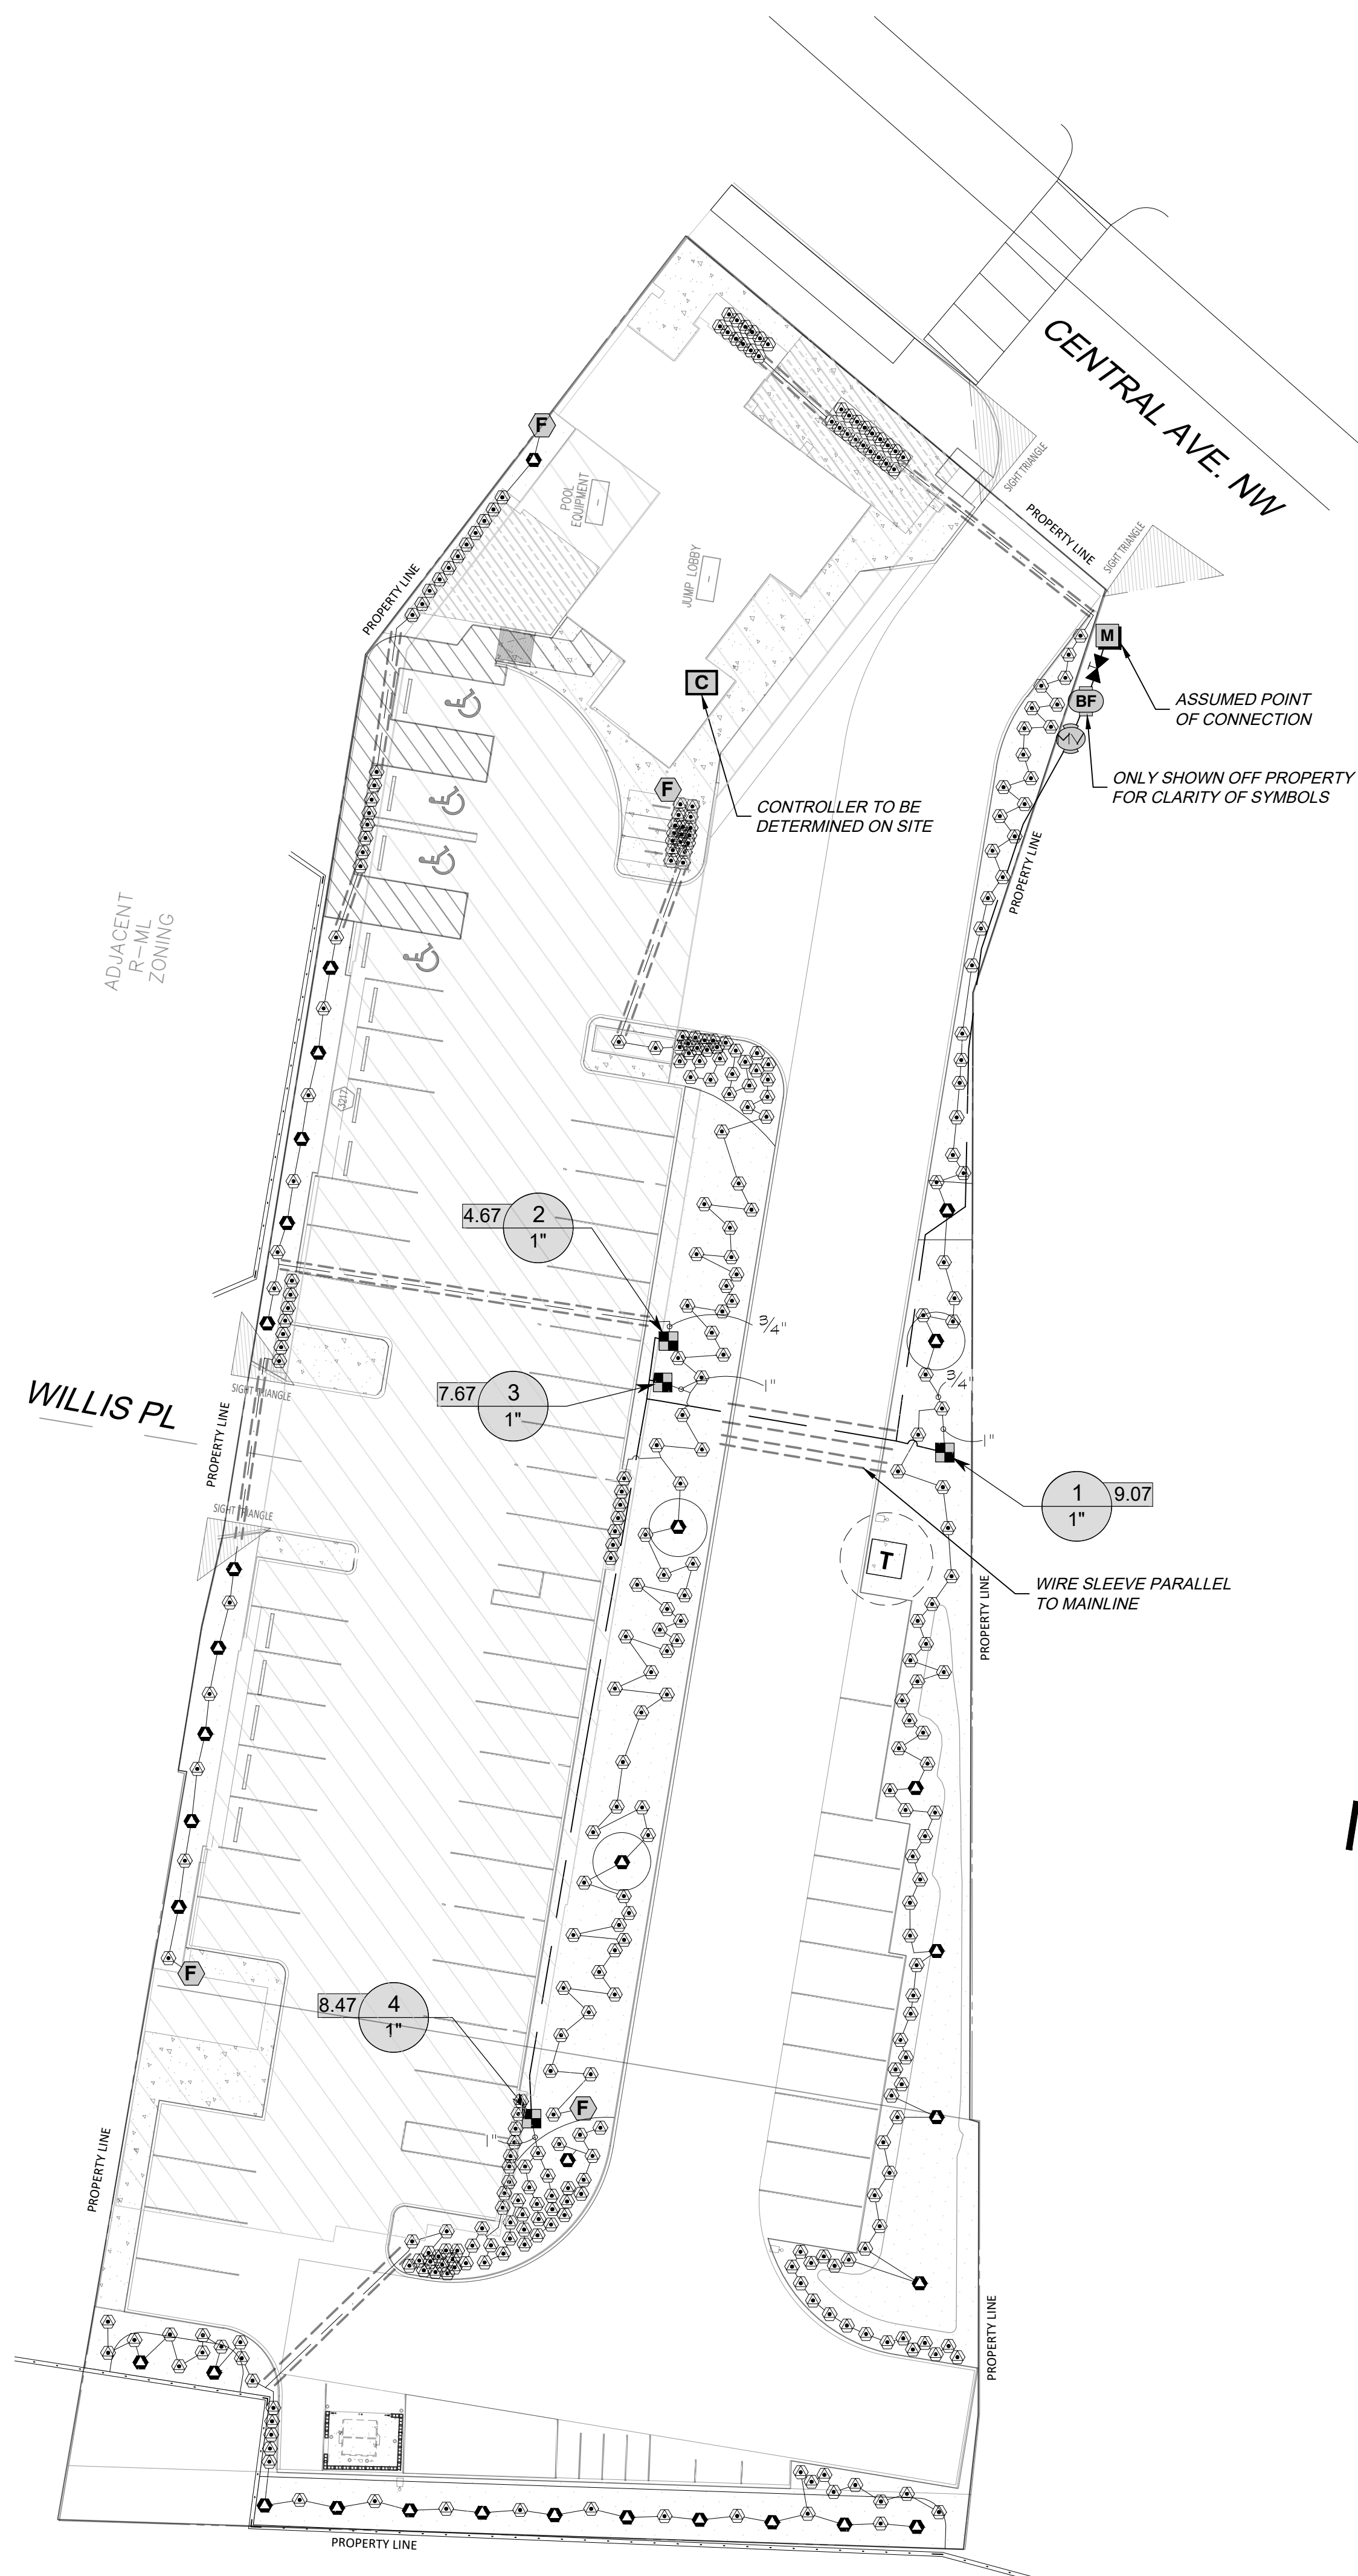 CENTRAL AVE. NW
SIGHT TRIANGLE
F
POOL
EQUIPMENT
PROPERTY LINE
SIGHT TRIANGLE
JUMP LOBBY
PROPERTY LINE
M
C
BF
MV
ASSUMED POINT
OF CONNECTION
ONLY SHOWN OFF PROPERTY
FOR CLARITY OF SYMBOLS
F
CONTROLLER TO BE
DETERMINED ON SITE
PROPERTY LINE
ADJACENT
R-ML
ZONING
3217
4.67
2
1"
3/4"
7.67
3
1"
1"
3/4"
1"
WILLIS PL
SIGHT TRIANGLE
PROPERTY LINE
1
9.07
1"
SIGHT TRIANGLE
T
WIRE SLEEVE PARALLEL
TO MAINLINE
PROPERTY LINE
F
8.47
4
1"
F
1"
PROPERTY LINE
PROPERTY LINE
PROPERTY LINE